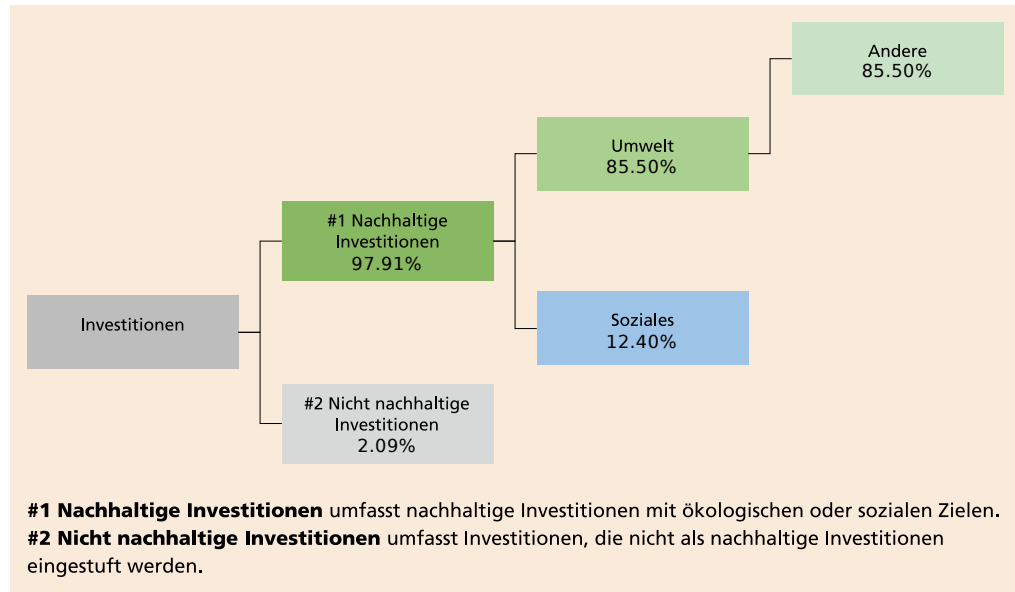 Andere
85.50%
Umwelt
85.50%
#1 Nachhaltige
Investitionen
97.91%
Investitionen
Soziales
12.40%
#2 Nicht nachhaltige
Investitionen
2.09%
#1 Nachhaltige Investitionen umfasst nachhaltige Investitionen mit ökologischen oder sozialen Zielen.
#2 Nicht nachhaltige Investitionen umfasst Investitionen, die nicht als nachhaltige Investitionen
eingestuft werden.